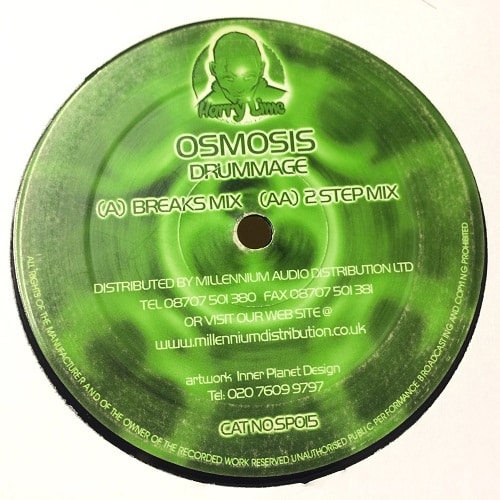 Harry Lime
OSMOSIS
DRUMMAGE
(A) BREAKS MIX (AA) 2 STEP MIX
DISTRIBUTED BY MILLENNIUM AUDIO DISTRIBUTION LTD
TEL 08707 501 380 FAX 08707 501 381
OR VISIT OUR WEB SITE @
www.millenniumdistribution.co.uk
artwork Inner Planet Design
Tel: 020 7609 9797
CAT NO.SP015
ALL RIGHTS OF THE MANUFACTURER AND OF THE OWNER OF THE RECORDED WORK RESERVED. UNAUTHORISED PUBLIC PERFORMANCE BROADCASTING AND COPYING PROHIBITED